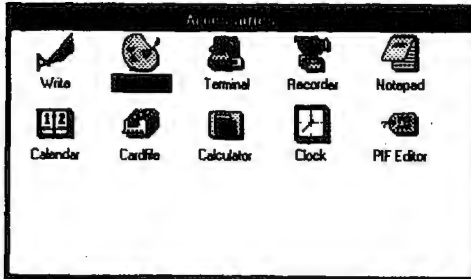 Accessories
Write Terminal Recorder Notepad
Calendar Cardfile Calculator Clock PIF Editor